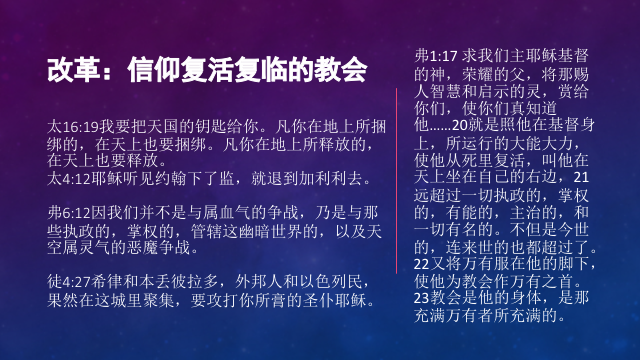 改革：信仰复活复临的教会
太16:19我要把天国的钥匙给你。凡你在地上所捆
绑的，在天上也要捆绑。凡你在地上所释放的，
在天上也要释放。
太4:12耶稣听见约翰下了监，就退到加利利去。
弗6:12因我们并不是与属血气的争战，乃是与那
些执政的，掌权的，管辖这幽暗世界的，以及天
空属灵气的恶魔争战。
徒4:27希律和本丢彼拉多，外邦人和以色列民，
果然在这城里聚集，要攻打你所膏的圣仆耶稣。
弗1:17 求我们主耶稣基督
的神，荣耀的父，将那赐
人智慧和启示的灵，赏给
你们，使你们真知道
他......20就是照他在基督身
上，所运行的大能大力，
使他从死里复活，叫他在
天上坐在自己的右边，21
远超过一切执政的，掌权
的，有能的，主治的，和
一切有名的。不但是今世
的，连来世的也都超过了。
22又将万有服在他的脚下，
使他为教会作万有之首。
23教会是他的身体，是那
充满万有者所充满的。